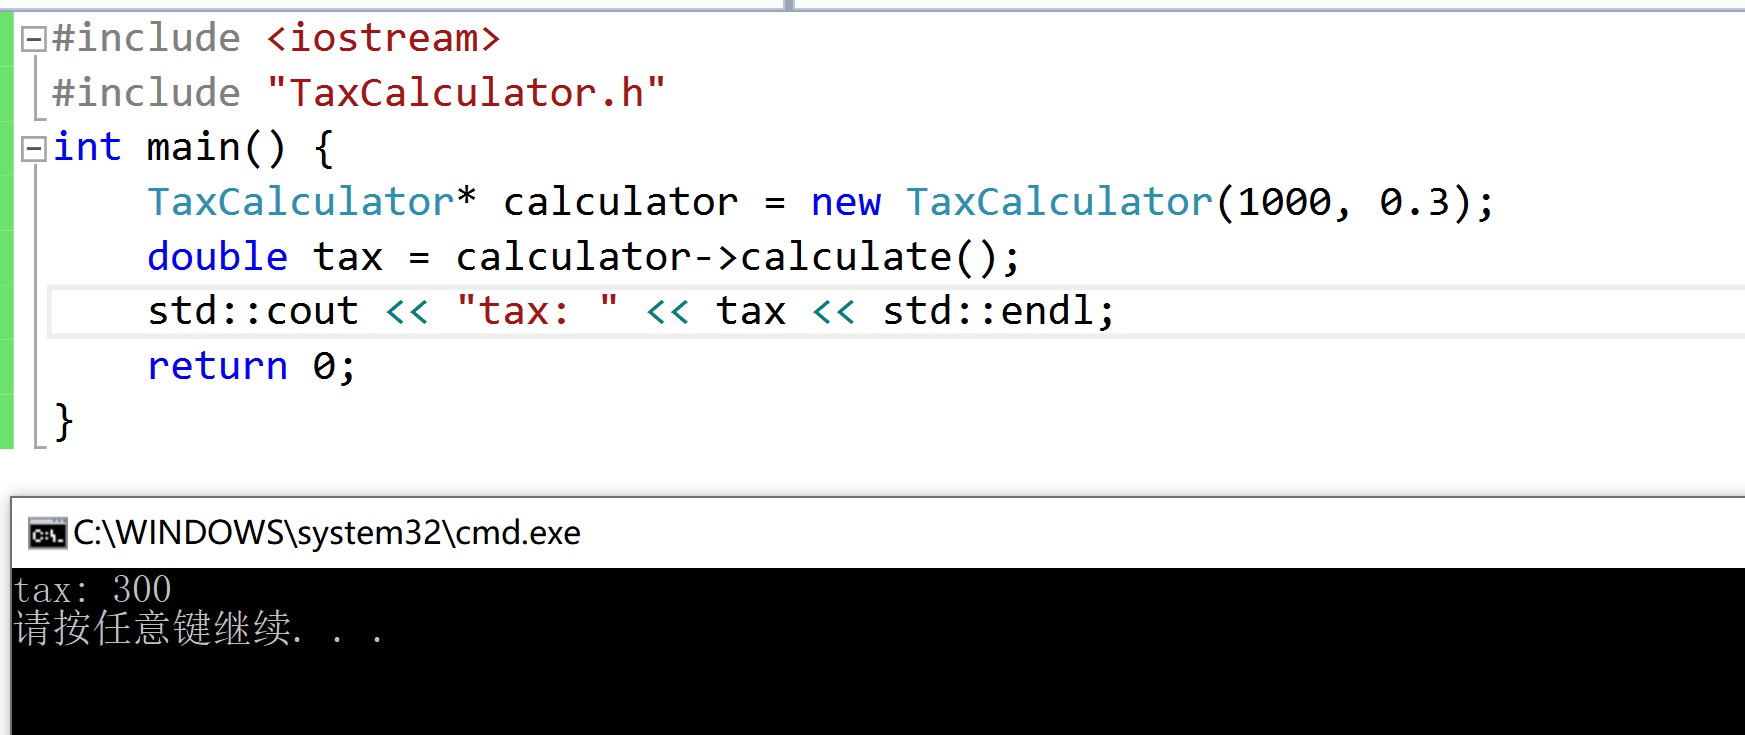 #include <iostream>
#include "TaxCalculator.h"
int main() {
    TaxCalculator* calculator = new TaxCalculator(1000, 0.3);
    double tax = calculator->calculate();
    std::cout << "tax: " << tax << std::endl;
    return 0;
}
C:\WINDOWS\system32\cmd.exe
tax: 300
请按任意键继续. . .